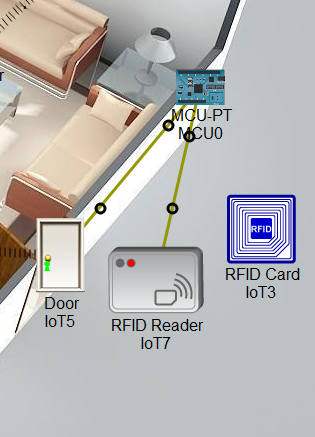 r
MCU-PT
MCU0
RFID
RFID Card
IoT3
Door
IoT5
RFID Reader
IoT7